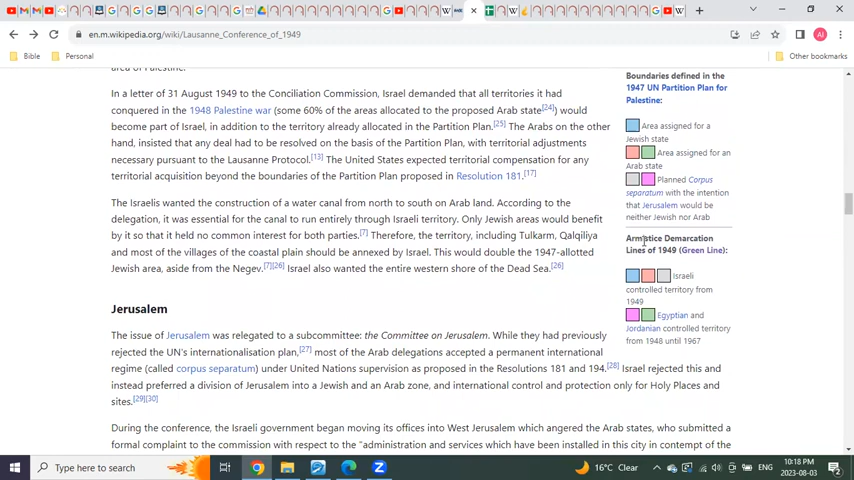 en.m.wikipedia.org/wiki/Lausanne_Conference_of_1949
AI
Bible
Personal
Other bookmarks
area of Palestine.
In a letter of 31 August 1949 to the Conciliation Commission, Israel demanded that all territories it had
conquered in the 1948 Palestine war (some 60% of the areas allocated to the proposed Arab state[24]) would
become part of Israel, in addition to the territory already allocated in the Partition Plan.[25] The Arabs on the other
hand, insisted that any deal had to be resolved on the basis of the Partition Plan, with territorial adjustments
necessary pursuant to the Lausanne Protocol.[13] The United States expected territorial compensation for any
territorial acquisition beyond the boundaries of the Partition Plan proposed in Resolution 181.[17]
The Israelis wanted the construction of a water canal from north to south on Arab land. According to the
delegation, it was essential for the canal to run entirely through Israeli territory. Only Jewish areas would benefit
by it so that it held no common interest for both parties.[7] Therefore, the territory, including Tulkarm, Qalqiliya
and most of the villages of the coastal plain should be annexed by Israel. This would double the 1947-allotted
Jewish area, aside from the Negev.[7][26] Israel also wanted the entire western shore of the Dead Sea.[26]
Jerusalem
The issue of Jerusalem was relegated to a subcommittee: the Committee on Jerusalem. While they had previously
rejected the UN's internationalisation plan,[27] most of the Arab delegations accepted a permanent international
regime (called corpus separatum) under United Nations supervision as proposed in the Resolutions 181 and 194.[28] Israel rejected this and
instead preferred a division of Jerusalem into a Jewish and an Arab zone, and international control and protection only for Holy Places and
sites.[29][30]
During the conference, the Israeli government began moving its offices into West Jerusalem which angered the Arab states, who submitted a
formal complaint to the commission with respect to the "administration and services which have been installed in this city in contempt of the
Boundaries defined in the
1947 UN Partition Plan for
Palestine:
Area assigned for a
Jewish state
Area assigned for an
Arab state
Planned Corpus
separatum with the intention
that Jerusalem would be
neither Jewish nor Arab
Armistice Demarcation
Lines of 1949 (Green Line):
Israeli
controlled territory from
1949
Egyptian and
Jordanian controlled territory
from 1948 until 1967
Type here to search
16°C Clear
ENG
10:18 PM
2023-08-03
2